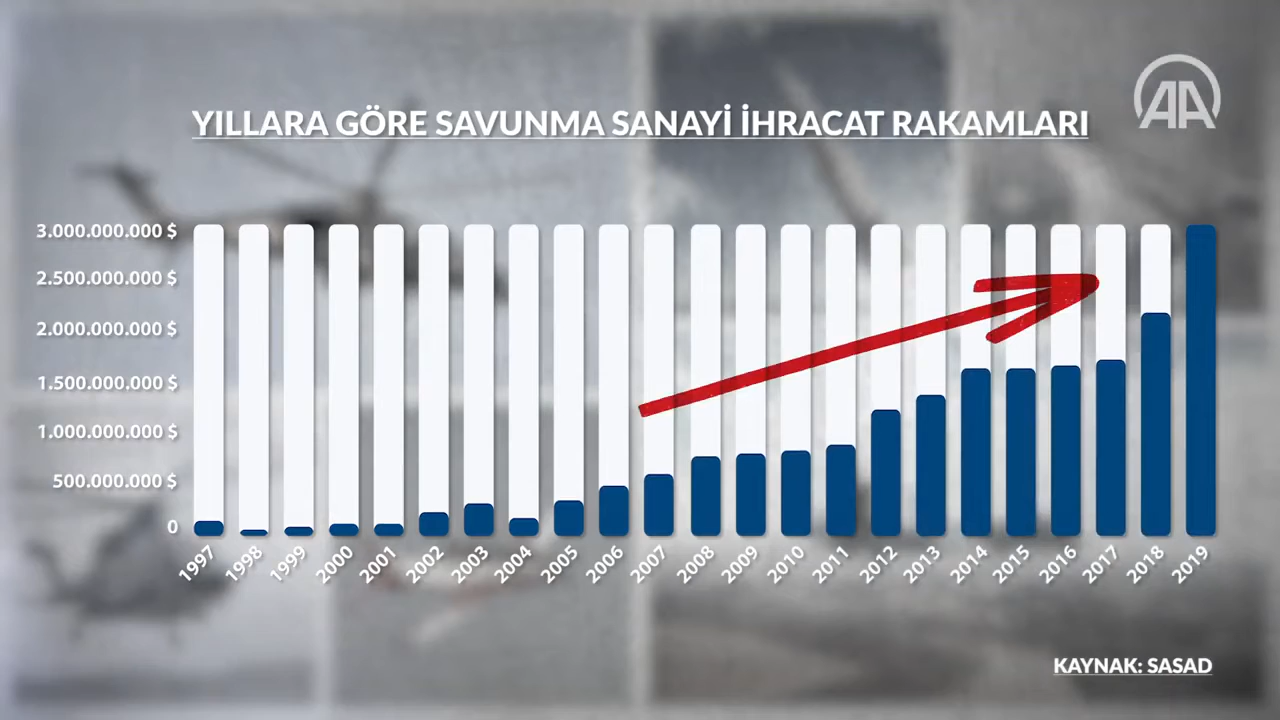 AA
YILLARA GÖRE SAVUNMA SANAYİ İHRACAT RAKAMLARI
3.000.000.000 $
2.500.000.000 $
2.000.000.000 $
1.500.000.000 $
1.000.000.000 $
500.000.000 $
0
1997 1998 1999 2000 2001 2002 2003 2004 2005 2006 2007 2008 2009 2010 2011 2012 2013 2014 2015 2016 2017 2018 2019
KAYNAK: SASAD